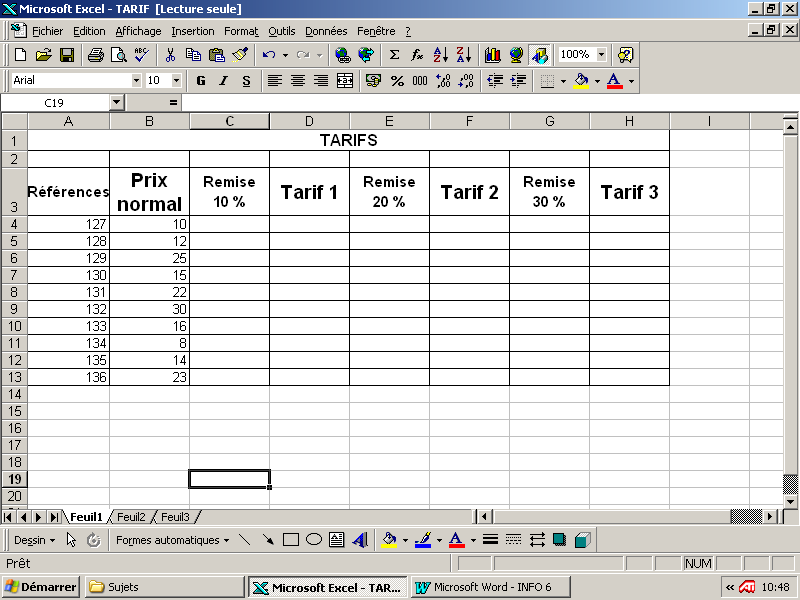 Microsoft Excel - TARIF [Lecture seule]
Fichier Edition Affichage Insertion Format Outils Données Fenêtre ?
100%
Arial 10 G I S
C19 =
A B C D E F G H I
1 TARIFS
2
3 Références Prix normal Remise 10 % Tarif 1 Remise 20 % Tarif 2 Remise 30 % Tarif 3
4 127 10
5 128 12
6 129 25
7 130 15
8 131 22
9 132 30
10 133 16
11 134 8
12 135 14
13 136 23
14
15
16
17
18
19
20
Feuil1 Feuil2 Feuil3
Dessin Formes automatiques
Prêt NUM
Démarrer Sujets Microsoft Excel - TAR... Microsoft Word - INFO 6 « ATI 10:48